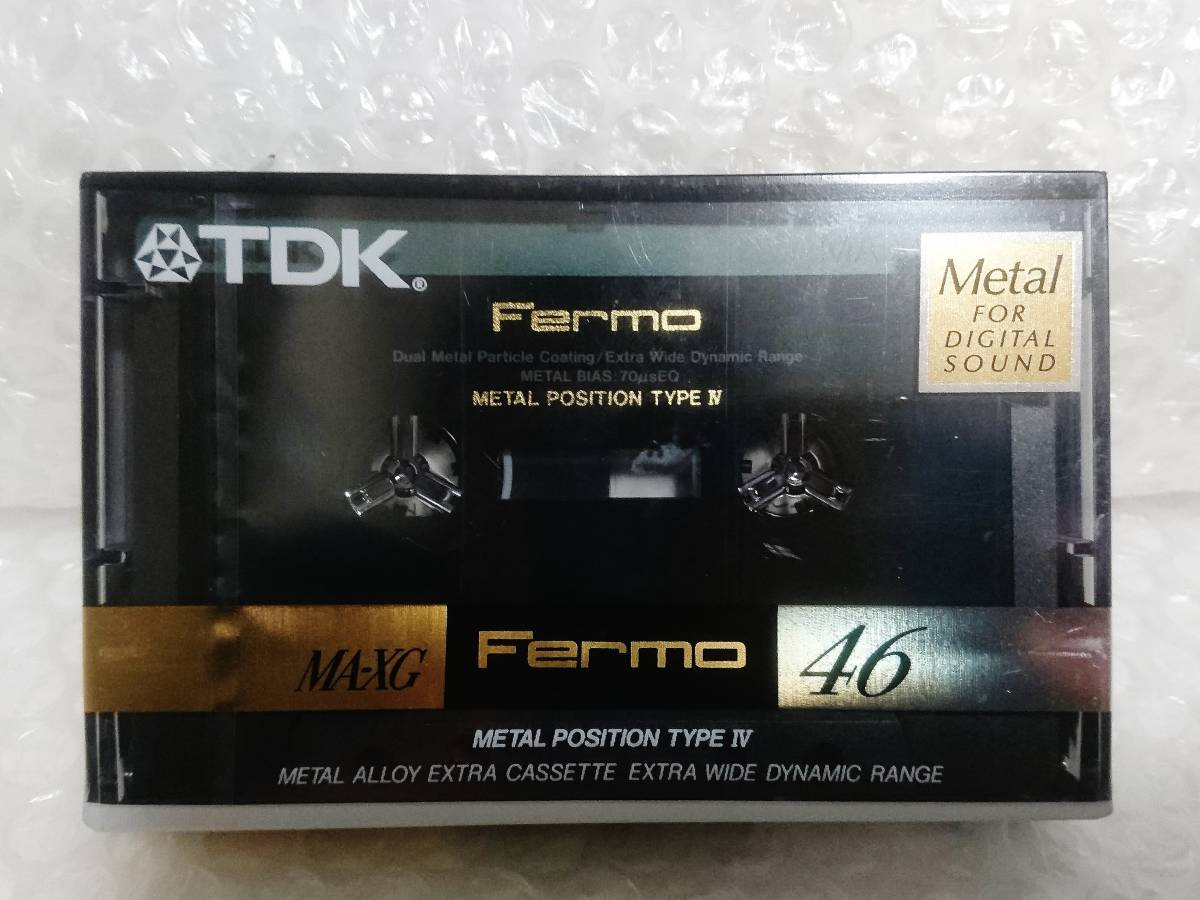 TDK®
Metal
FOR
DIGITAL
SOUND
Fermo
Dual Metal Particle Coating/Extra Wide Dynamic Range
METAL BIAS: 70μsEQ
METAL POSITION TYPE IV
MA-XG
Fermo
46
METAL POSITION TYPE IV
METAL ALLOY EXTRA CASSETTE EXTRA WIDE DYNAMIC RANGE